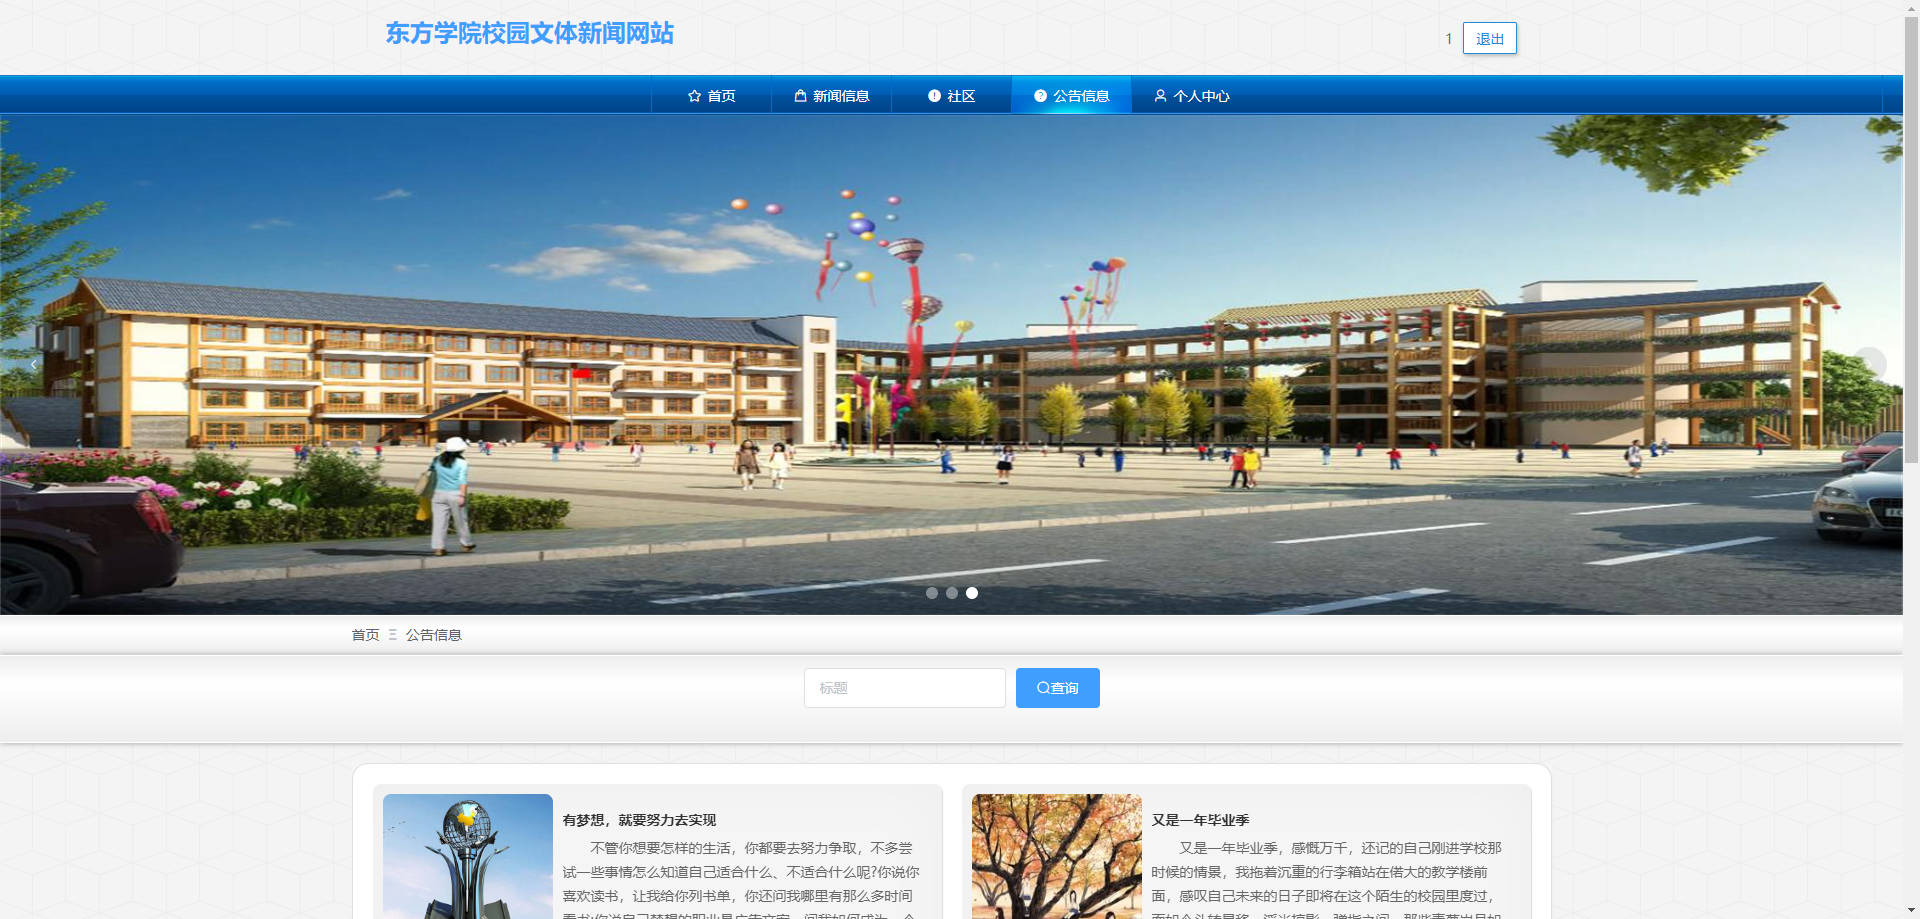 东方学院校园文体新闻网站
1 退出
首页 新闻信息 社区 公告信息 个人中心
首页 公告信息
标题 查询
有梦想，就要努力去实现
不管你想要怎样的生活，你都要去努力争取，不多尝
试一些事情怎么知道自己适合什么、不适合什么呢?你说你
喜欢读书，让我给你列书单，你还问我哪里有那么多时间
又是一年毕业季
又是一年毕业季，感慨万千，还记的自己刚进学校那
时候的情景，我拖着沉重的行李箱站在偌大的教学楼前
面，感叹自己未来的日子即将在这个陌生的校园里度过，